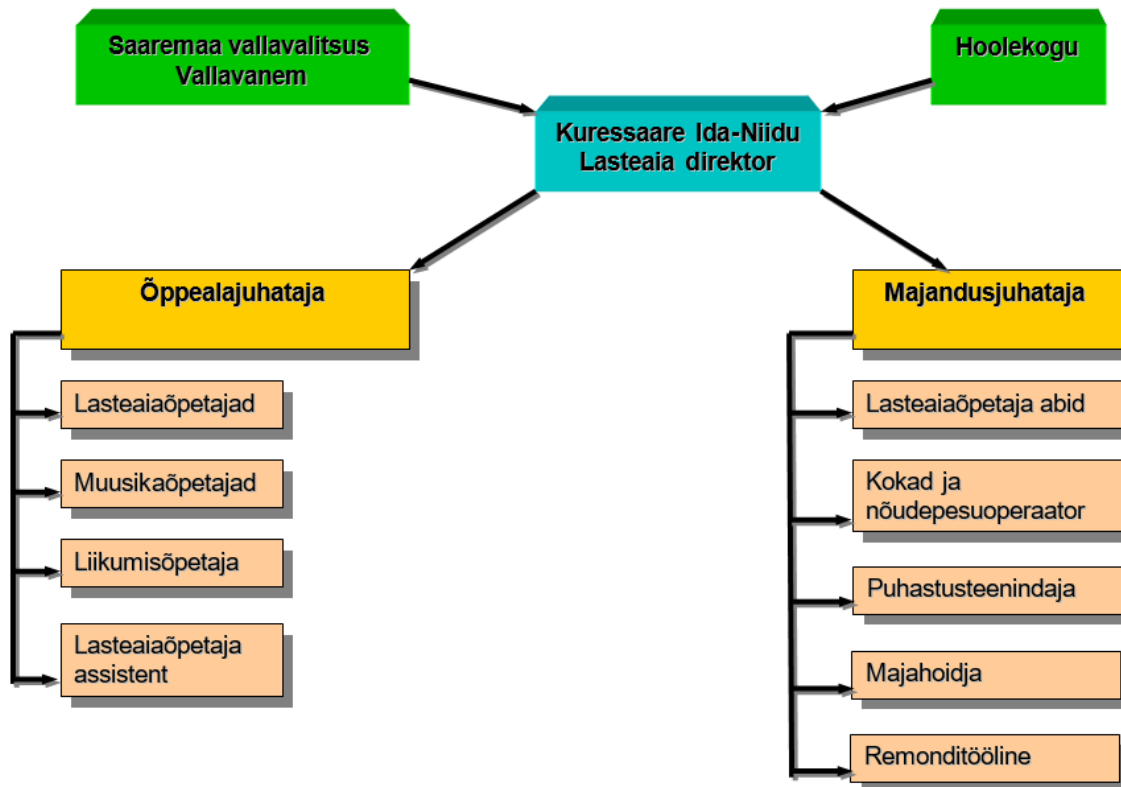 Saaremaa vallavalitsus
Vallavanem
Hoolekogu
Kuressaare Ida-Niidu
Lasteaia direktor
Õppealajuhataja
Lasteaiaõpetajad
Muusikaõpetajad
Liikumisõpetaja
Lasteaiaõpetaja
assistent
Majandusjuhataja
Lasteaiaõpetaja abid
Kokad ja
nõudepesuoperaator
Puhastusteenindaja
Majahoidja
Remonditööline